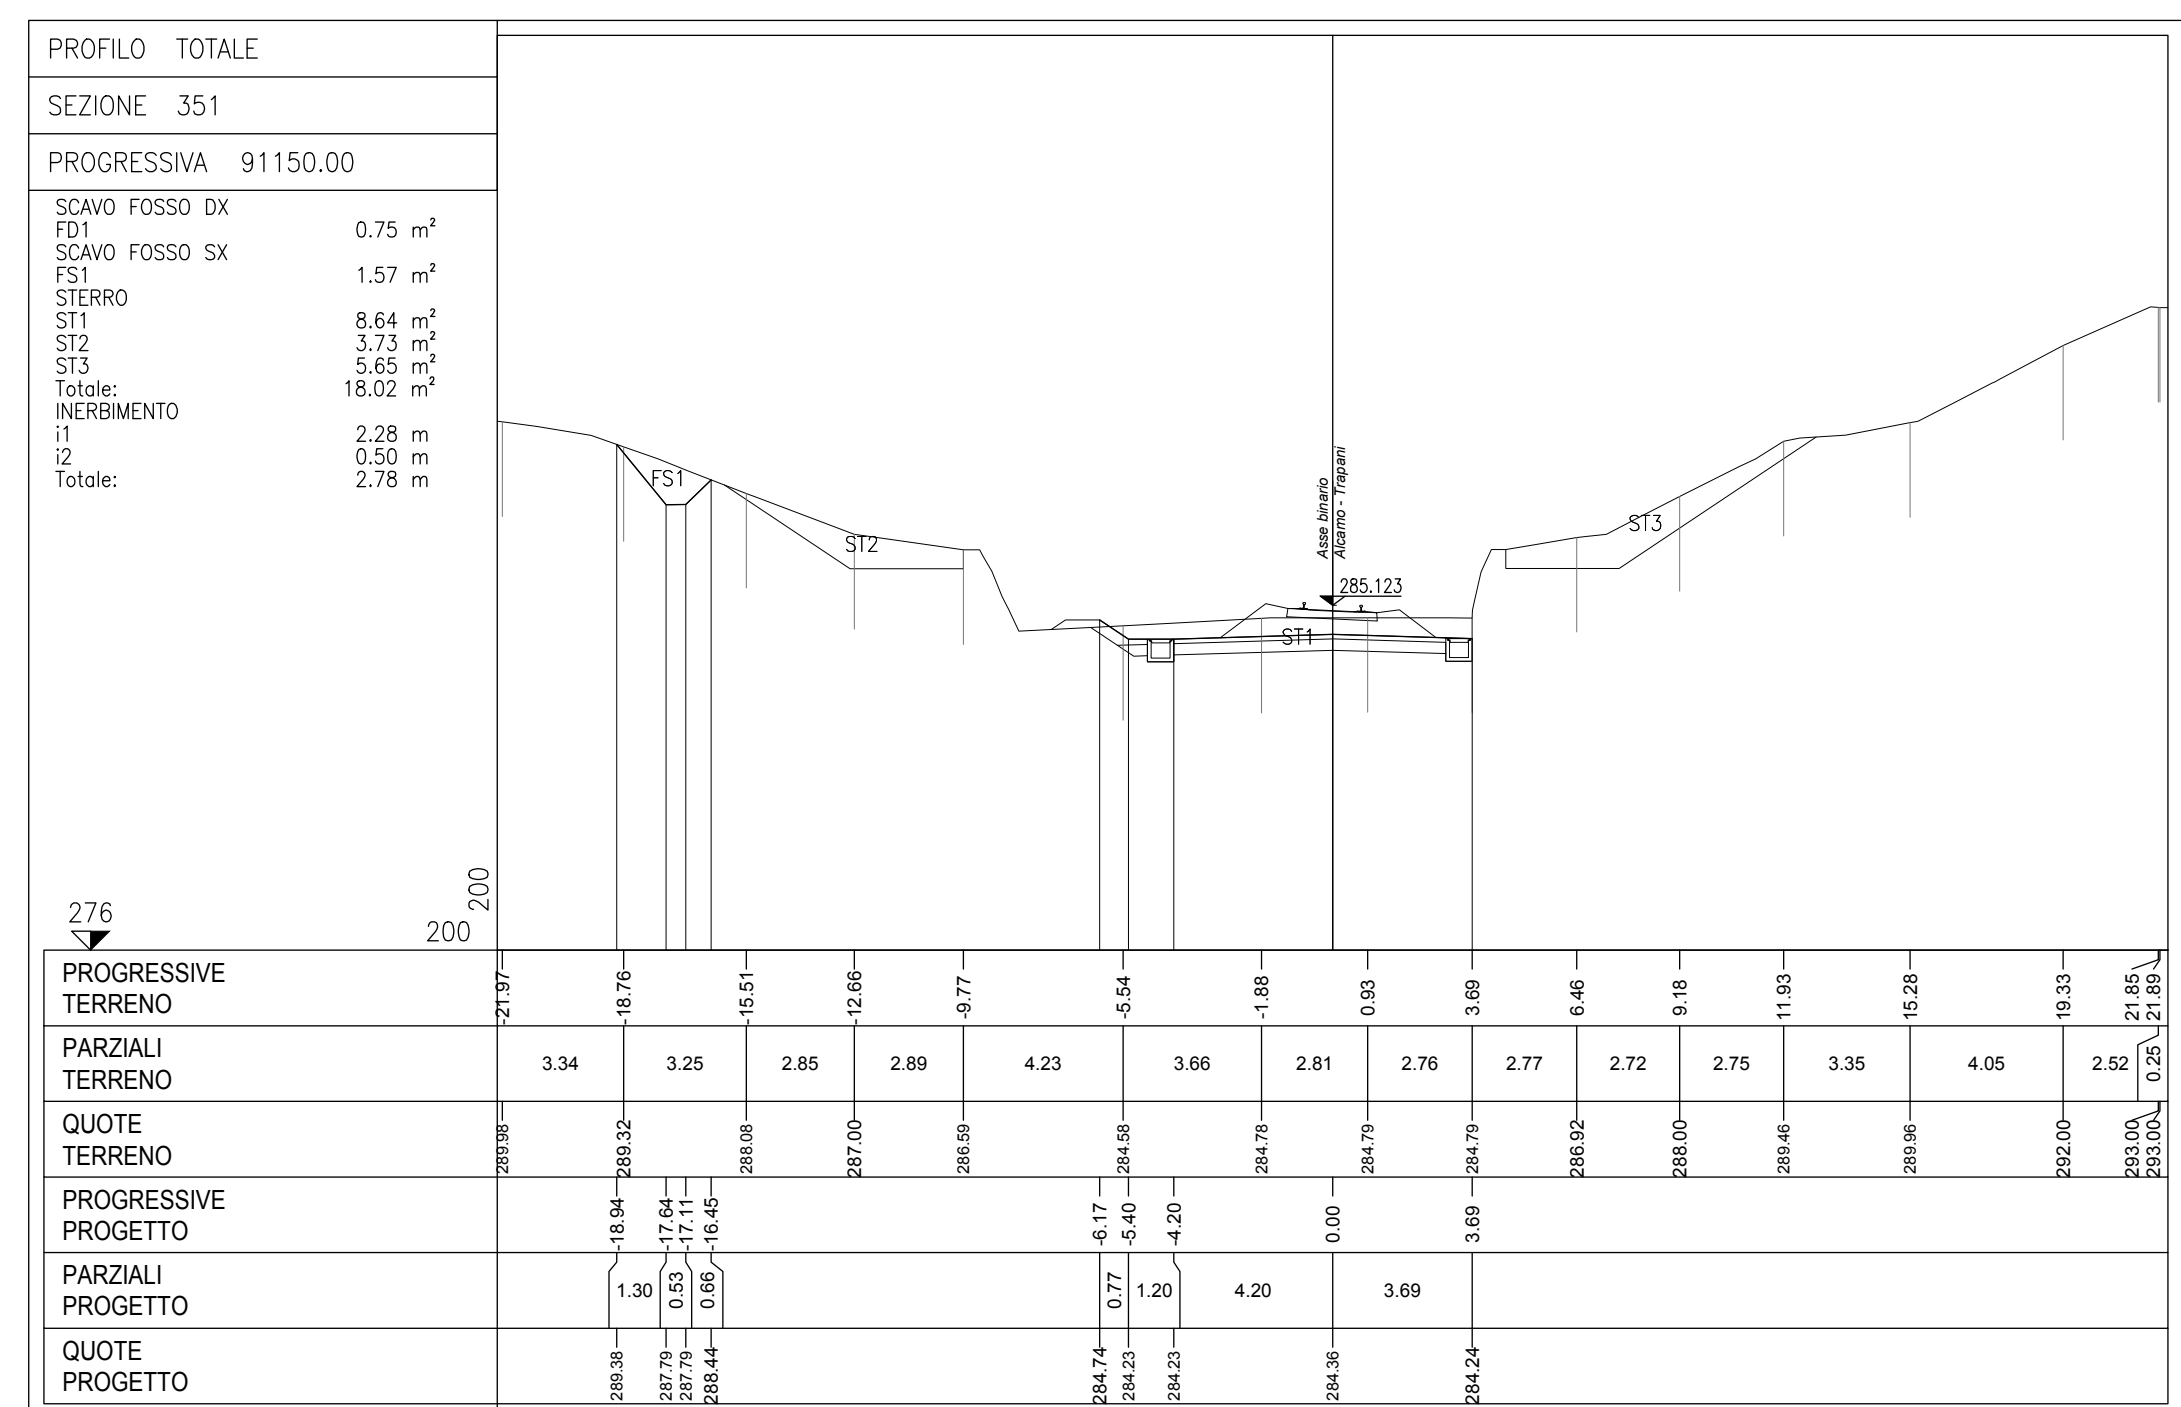 PROFILO TOTALE
SEZIONE 351
PROGRESSIVA 91150.00
SCAVO FOSSO DX
FD1 0.75 m²
SCAVO FOSSO SX
FS1 1.57 m²
STERRO
ST1 8.64 m²
ST2 3.73 m²
ST3 5.65 m²
Totale: 18.02 m²
INERBIMENTO
i1 2.28 m
i2 0.50 m
Totale: 2.78 m
FS1
ST2
ST3
Asse binario
Alcamo - Trapani
285.123
ST1
276
200
200
PROGRESSIVE
TERRENO
-21.97 -18.76 -15.51 -12.66 -9.77 -5.54 -1.88 0.93 3.69 6.46 9.18 11.93 15.28 19.33 21.85 21.89
PARZIALI
TERRENO
3.34 3.25 2.85 2.89 4.23 3.66 2.81 2.76 2.77 2.72 2.75 3.35 4.05 2.52 0.25
QUOTE
TERRENO
289.98 289.32 288.08 287.00 286.59 284.58 284.78 284.79 284.79 286.92 288.00 289.46 289.96 292.00 293.00 293.00
PROGRESSIVE
PROGETTO
-18.94 -17.64 -17.11 -16.45 -6.17 -5.40 -4.20 0.00 3.69
PARZIALI
PROGETTO
1.30 0.53 0.66 0.77 1.20 4.20 3.69
QUOTE
PROGETTO
289.38 287.79 287.79 288.44 284.74 284.23 284.23 284.36 284.24